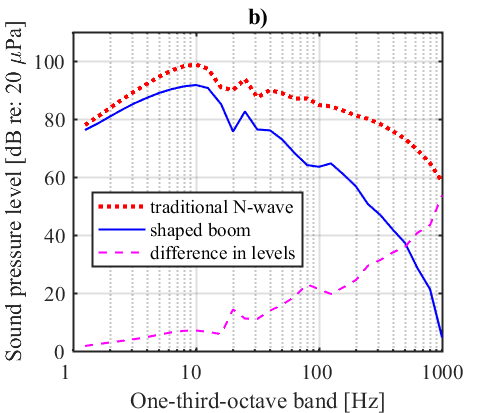 b)
Sound pressure level [dB re: 20 μPa]
100
80
60
40
20
0
traditional N-wave
shaped boom
difference in levels
1
10
100
1000
One-third-octave band [Hz]